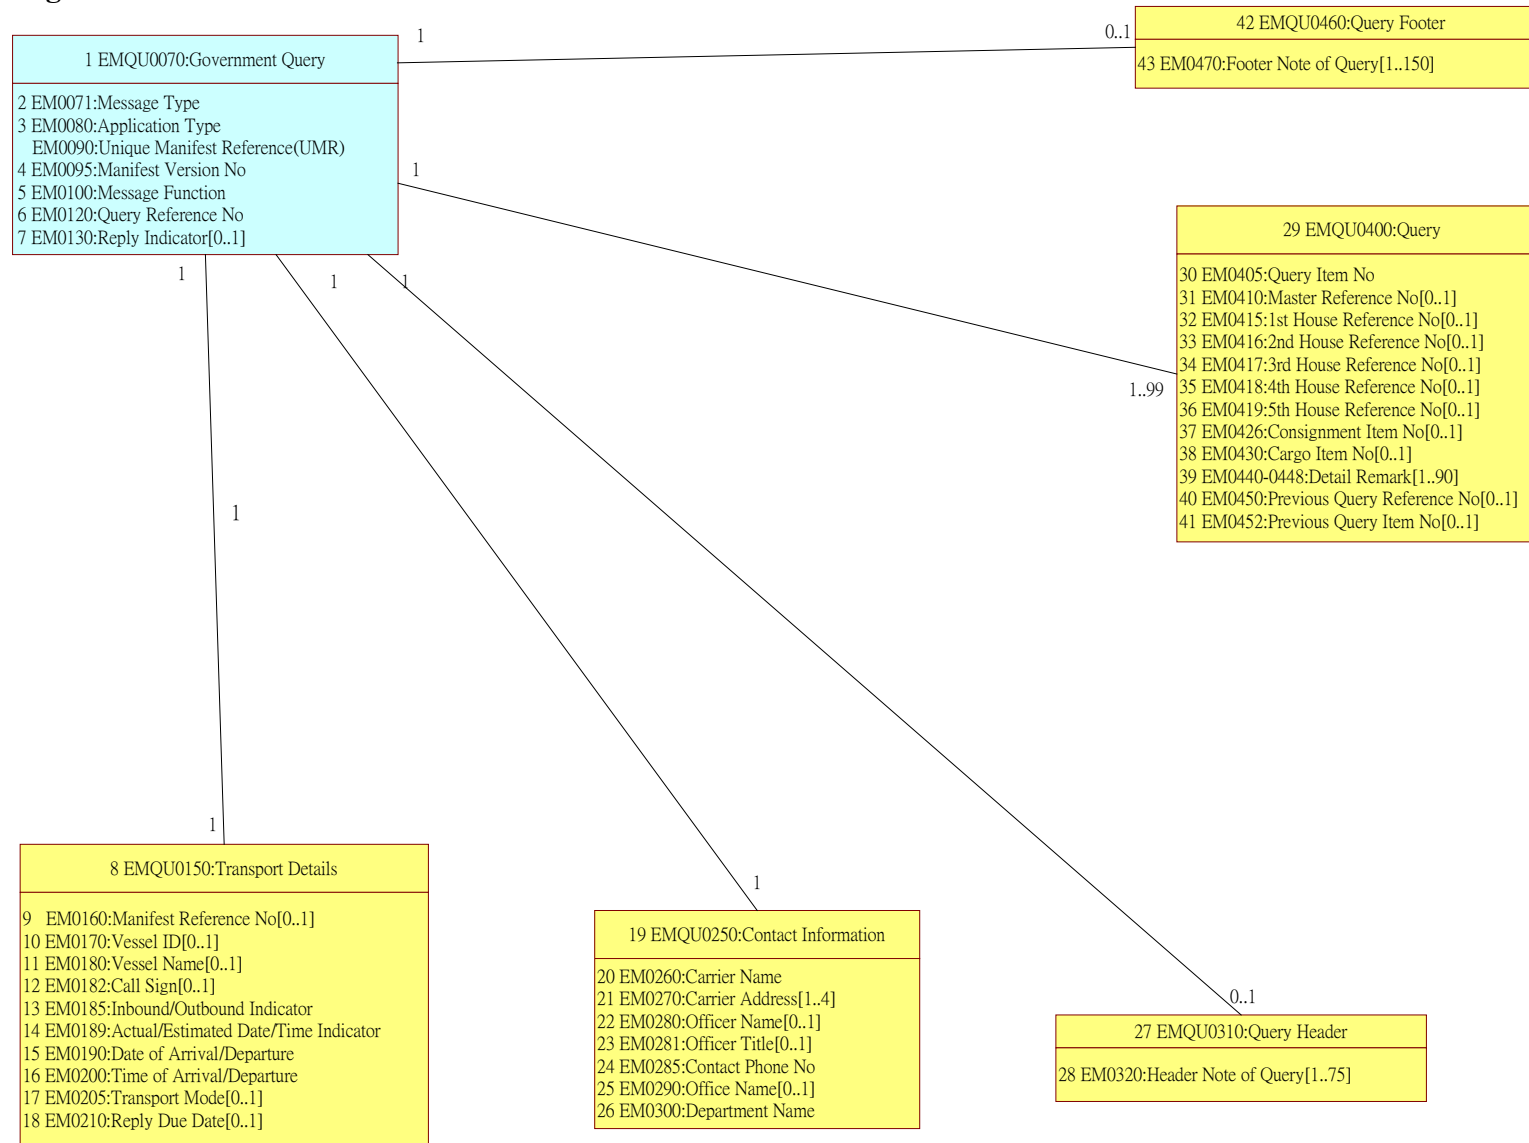 1 EMQU0070:Government Query
2 EM0071:Message Type
3 EM0080:Application Type
EM0090:Unique Manifest Reference(UMR)
4 EM0095:Manifest Version No
5 EM0100:Message Function
6 EM0120:Query Reference No
7 EM0130:Reply Indicator[0..1]
1
0..1
42 EMQU0460:Query Footer
43 EM0470:Footer Note of Query[1..150]
1
1..99
29 EMQU0400:Query
30 EM0405:Query Item No
31 EM0410:Master Reference No[0..1]
32 EM0415:1st House Reference No[0..1]
33 EM0416:2nd House Reference No[0..1]
34 EM0417:3rd House Reference No[0..1]
35 EM0418:4th House Reference No[0..1]
36 EM0419:5th House Reference No[0..1]
37 EM0426:Consignment Item No[0..1]
38 EM0430:Cargo Item No[0..1]
39 EM0440-0448:Detail Remark[1..90]
40 EM0450:Previous Query Reference No[0..1]
41 EM0452:Previous Query Item No[0..1]
1
1
1
1
1
8 EMQU0150:Transport Details
9 EM0160:Manifest Reference No[0..1]
10 EM0170:Vessel ID[0..1]
11 EM0180:Vessel Name[0..1]
12 EM0182:Call Sign[0..1]
13 EM0185:Inbound/Outbound Indicator
14 EM0189:Actual/Estimated Date/Time Indicator
15 EM0190:Date of Arrival/Departure
16 EM0200:Time of Arrival/Departure
17 EM0205:Transport Mode[0..1]
18 EM0210:Reply Due Date[0..1]
1
19 EMQU0250:Contact Information
20 EM0260:Carrier Name
21 EM0270:Carrier Address[1..4]
22 EM0280:Officer Name[0..1]
23 EM0281:Officer Title[0..1]
24 EM0285:Contact Phone No
25 EM0290:Office Name[0..1]
26 EM0300:Department Name
0..1
27 EMQU0310:Query Header
28 EM0320:Header Note of Query[1..75]